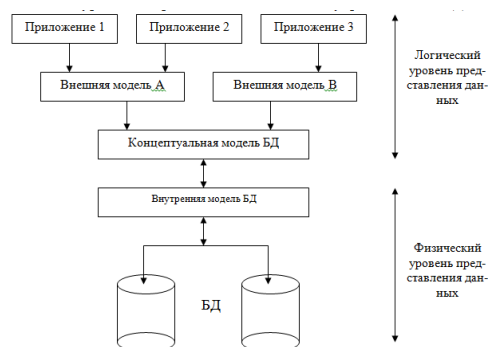 Приложение 1
Приложение 2
Приложение 3
Внешняя модель А
Внешняя модель В
Логический
уровень пред-
ставления дан-
ных
Концептуальная модель БД
Внутренняя модель БД
Физический
уровень пред-
ставления дан-
ных
БД